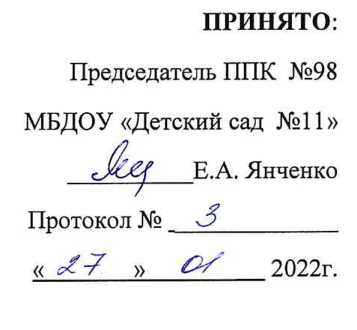 ПРИНЯТО:
Председатель ППК №98
МБДОУ «Детский сад №11»
Е.А. Янченко
Протокол № 3
« 27 » 01 2022г.